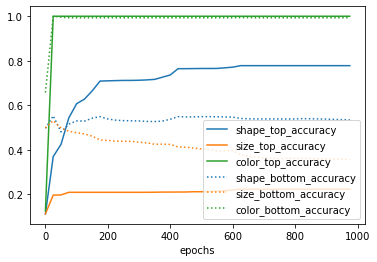 1.0
0.8
0.6
0.4
0.2
shape_top_accuracy
size_top_accuracy
color_top_accuracy
shape_bottom_accuracy
size_bottom_accuracy
color_bottom_accuracy
0 200 400 600 800 1000
epochs